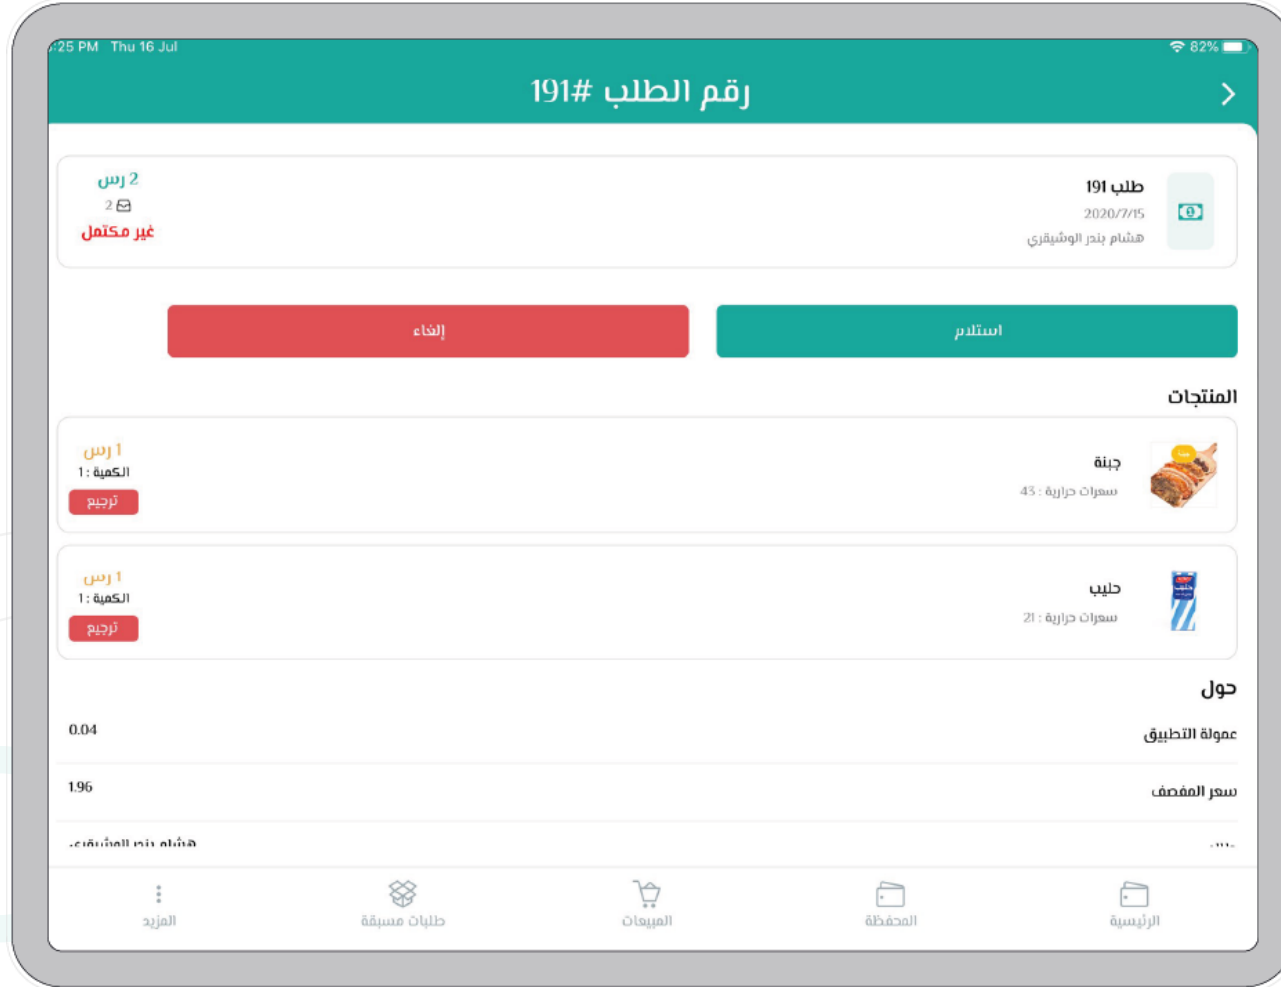 :25 PM Thu 16 Jul
82%
رقم الطلب #191
طلب 191
2020/7/15
هشام بندر الوشيقري
2 رس
2
غير مكتمل
استلام
إلغاء
المنتجات
جبنة
سعرات حرارية : 43
1 رس
الكمية : 1
ترجيع
حليب
سعرات حرارية : 21
1 رس
الكمية : 1
ترجيع
حول
عمولة التطبيق
0.04
سعر المفصف
1.96
هشام بندر الوشيقري
الرئيسية
المحفظة
المبيعات
طلبات مسبقة
المزيد